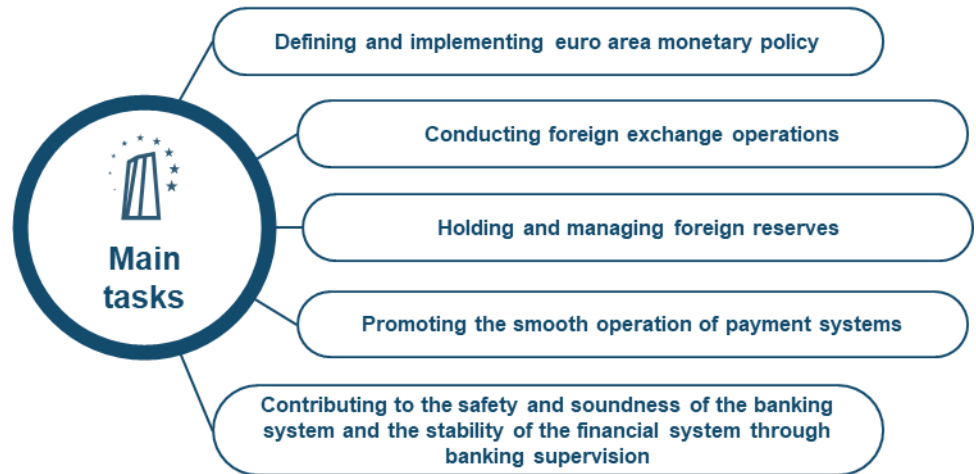 Defining and implementing euro area monetary policy
Conducting foreign exchange operations
Holding and managing foreign reserves
Main
tasks
Promoting the smooth operation of payment systems
Contributing to the safety and soundness of the banking
system and the stability of the financial system through
banking supervision